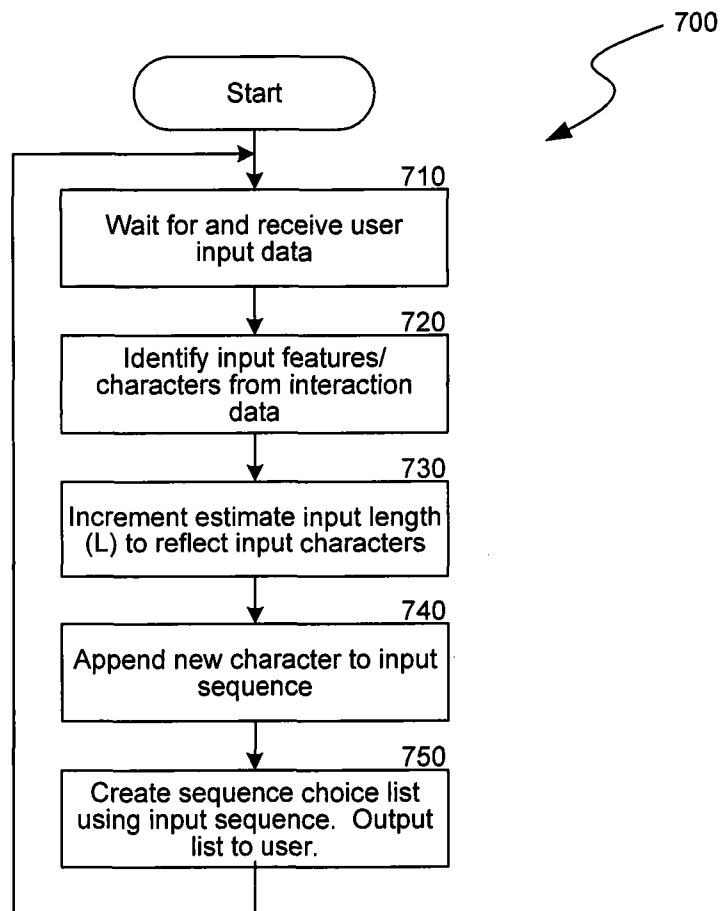 700
Start
710
Wait for and receive user
input data
720
Identify input features/
characters from interaction
data
730
Increment estimate input length
(L) to reflect input characters
740
Append new character to input
sequence
750
Create sequence choice list
using input sequence. Output
list to user.